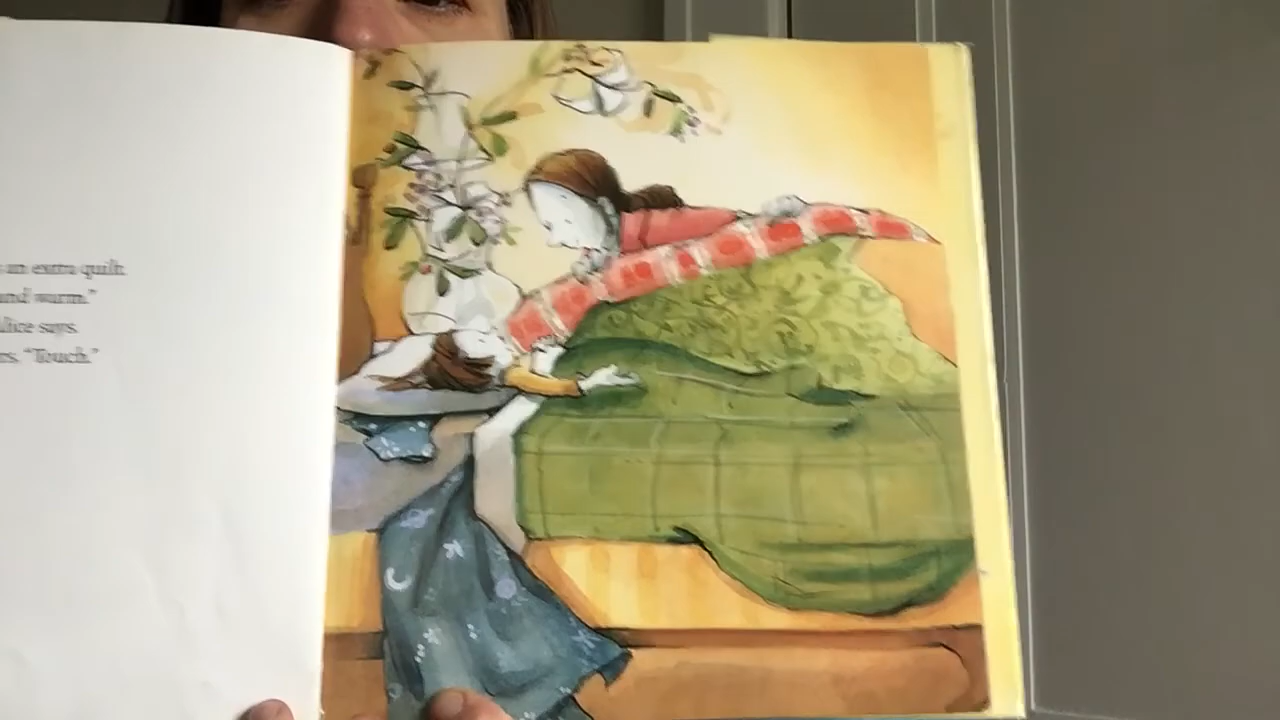 an extra quilt.
and warm."
Alice says.
"Touch."